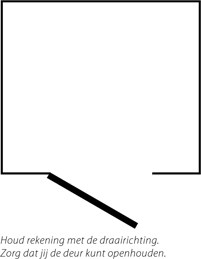 Houd rekening met de draairichting.
Zorg dat jij de deur kunt openhouden.